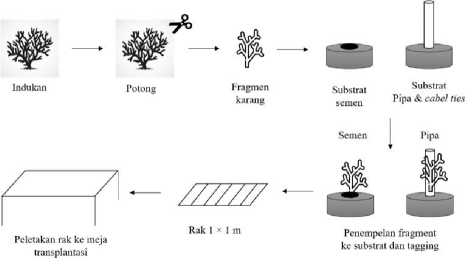 Indukan
Potong
Fragmen
karang
Substrat
semen
Substrat
Pipa & cabel ties
Semen
Pipa
Peletakan rak ke meja
transplantasi
Rak 1 × 1 m
Penempelan fragment
ke substrat dan tagging